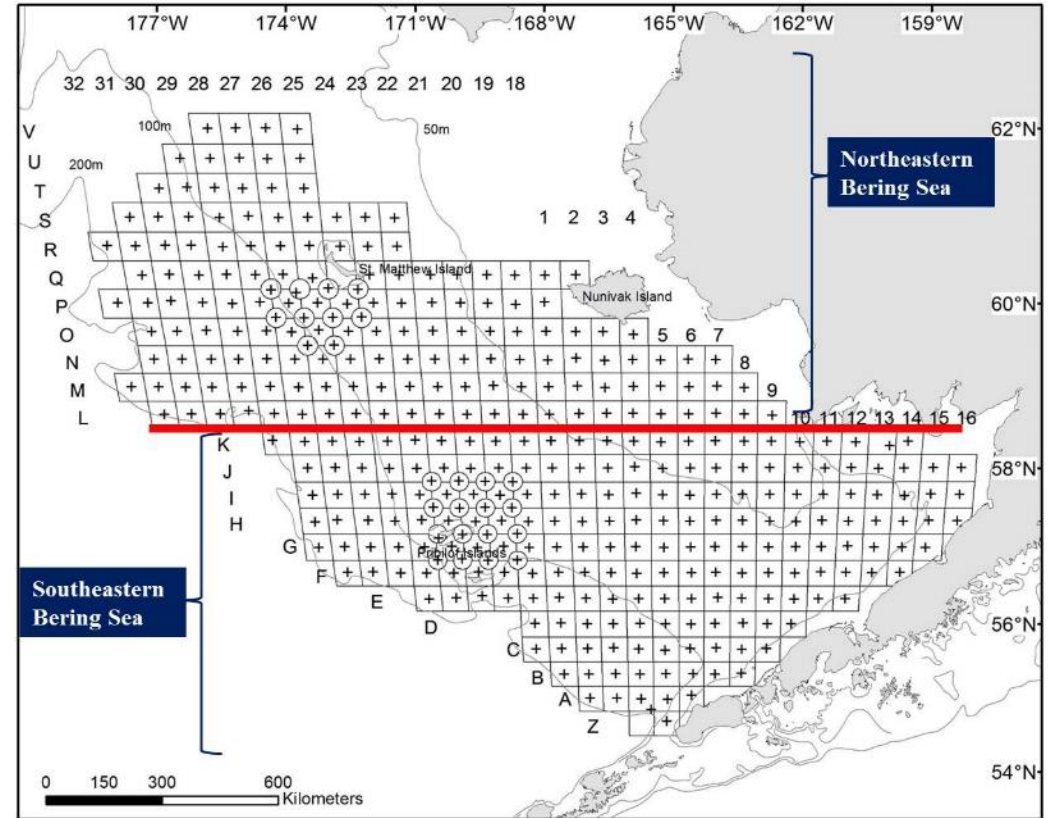 177°W 174°W 171°W 168°W 165°W 162°W 159°W
32 31 30 29 28 27 26 25 24 23 22 21 20 19 18
100m
50m
V
62°N
U
Northeastern
Bering Sea
200m
T
S
1 2 3 4
R
Q
St. Matthew Island
P
Nunivak Island
60°N
O
5 6 7
N
8
M
9
L
10 11 12 13 14 15 16
K
58°N
J
I
H
G
Pribilof Islands
F
E
Southeastern
Bering Sea
D
56°N
C
B
A
Z
54°N
0 150 300 600
Kilometers